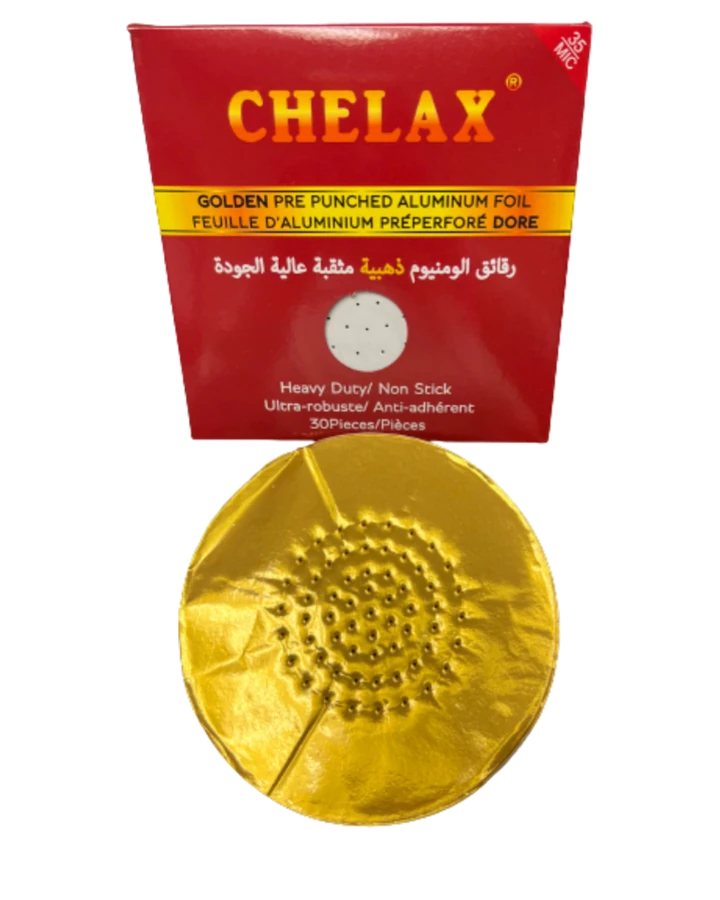 35
MIC
CHELAX®
GOLDEN PRE PUNCHED ALUMINUM FOIL
FEUILLE D'ALUMINIUM PRÉPERFORÉ DORE
رقائق الومنيوم ذهبية مثقبة عالية الجودة
Heavy Duty/ Non Stick
Ultra-robuste/ Anti-adhérent
30Pieces/Pièces